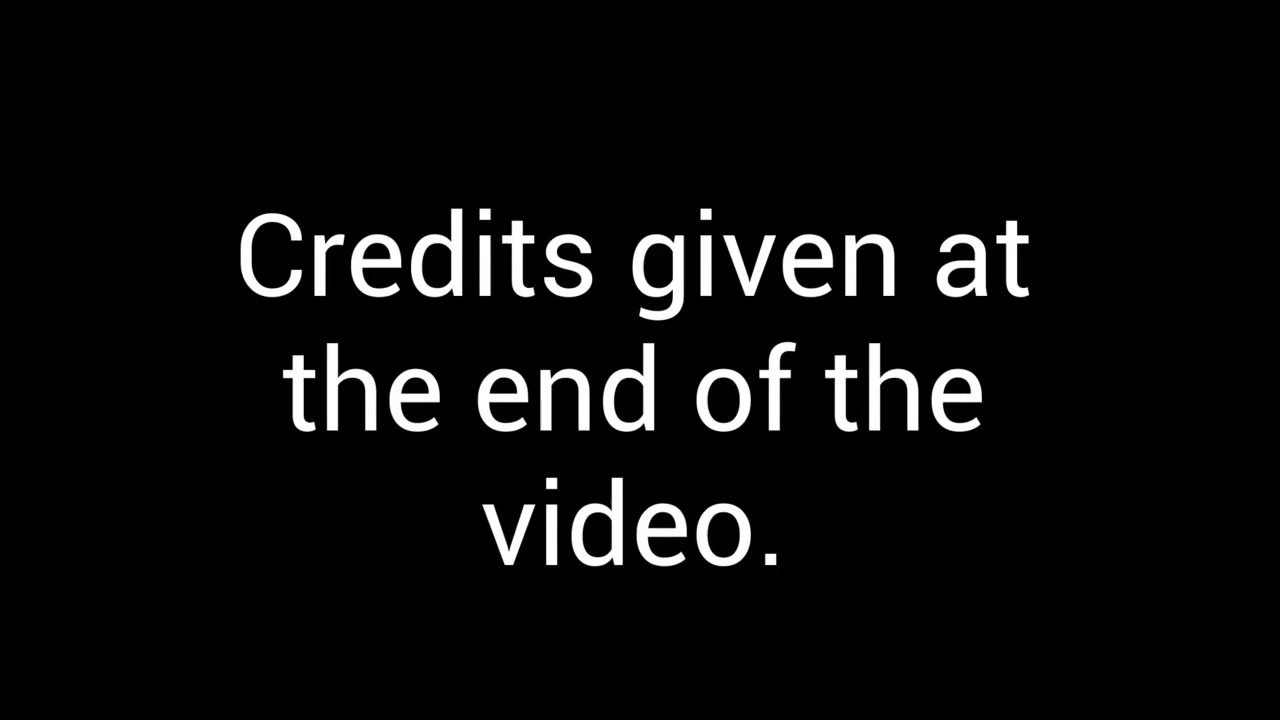 Credits given at
the end of the
video.